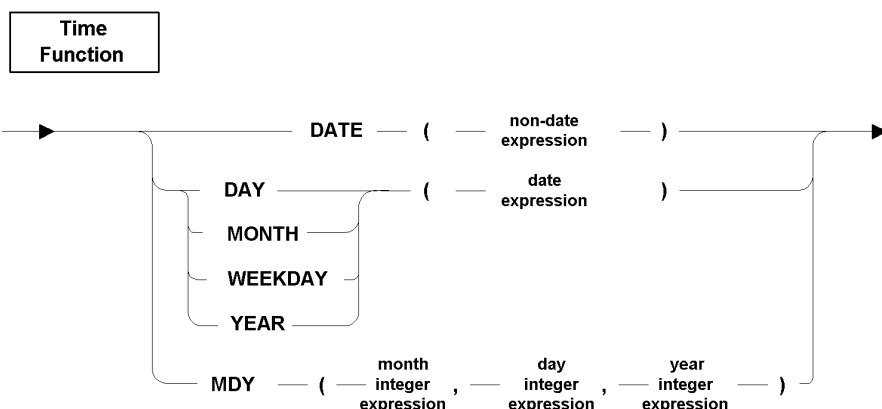 Time
Function
DATE ( non-date
expression )
DAY ( date
expression )
MONTH
WEEKDAY
YEAR
MDY ( month
integer
expression , day
integer
expression , year
integer
expression )